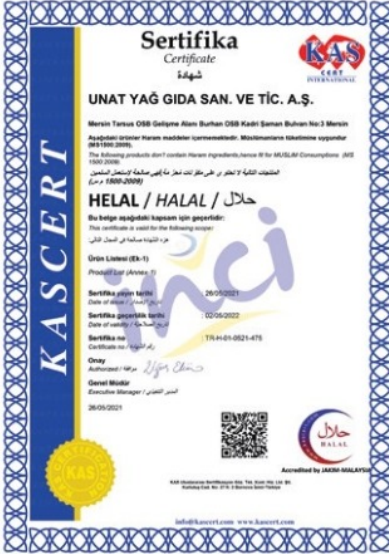 Sertifika
Certificate
شهادة
KAS
CERT
INTERNATIONAL
UNAT YAĞ GIDA SAN. VE TİC. A.Ş.
Mersin Tarsus OSB Gelişme Alanı Burhan OSB Kadri Şaman Bulvarı No:3 Mersin
Aşağıdaki ürünler Haram maddeler içermemektedir. Müslümanların tüketimine uygundur
(MS1500:2009).
The following products don't contain Haram ingredients,hence fit for MUSLIM Consumptions (MS
1500:2009)
HELAL / HALAL / حلال
Bu belge aşağıdaki kapsam için geçerlidir:
This certificate is valid for the following scope:
Ürün Listesi (Ek-1)
Product List (Annex 1)
Sertifika yayın tarihi : 26/05/2021
Date of issue /
Sertifika geçerlilik tarihi : 02/05/2022
Date of validity /
Sertifika no : TR-H-01-0521-475
Certificate no /
Onay
Authorized /
Genel Müdür
Executive Manager / المدير التنفيذي
26/05/2021
KASCERT
KAS
حلال
HALAL
Accredited by JAKIM-MALAYSIA
info@kascert.com www.kascert.com
nci